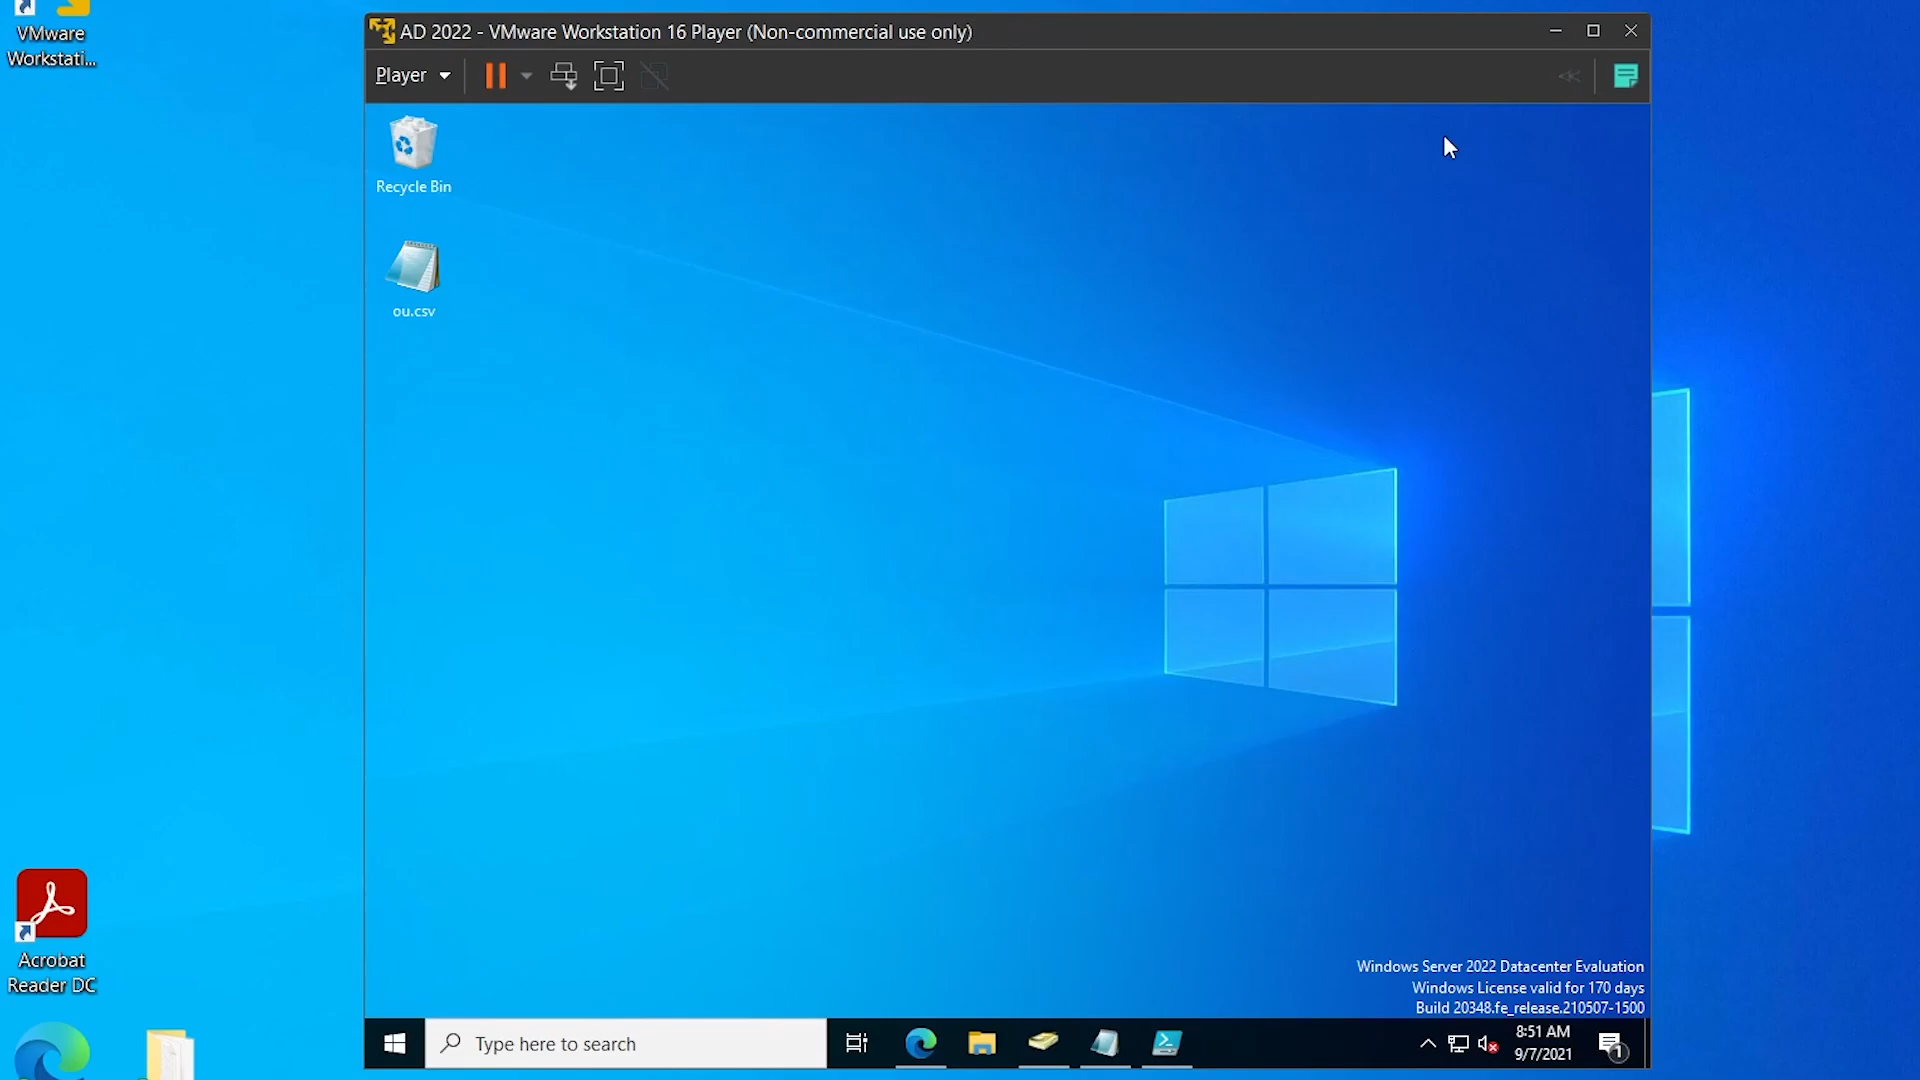 VMware
Workstati...
AD 2022 - VMware Workstation 16 Player (Non-commercial use only)
Player
Recycle Bin
ou.csv
Acrobat
Reader DC
Windows Server 2022 Datacenter Evaluation
Windows License valid for 170 days
Build 20348.fe_release.210507-1500
Type here to search
8:51 AM
9/7/2021
1